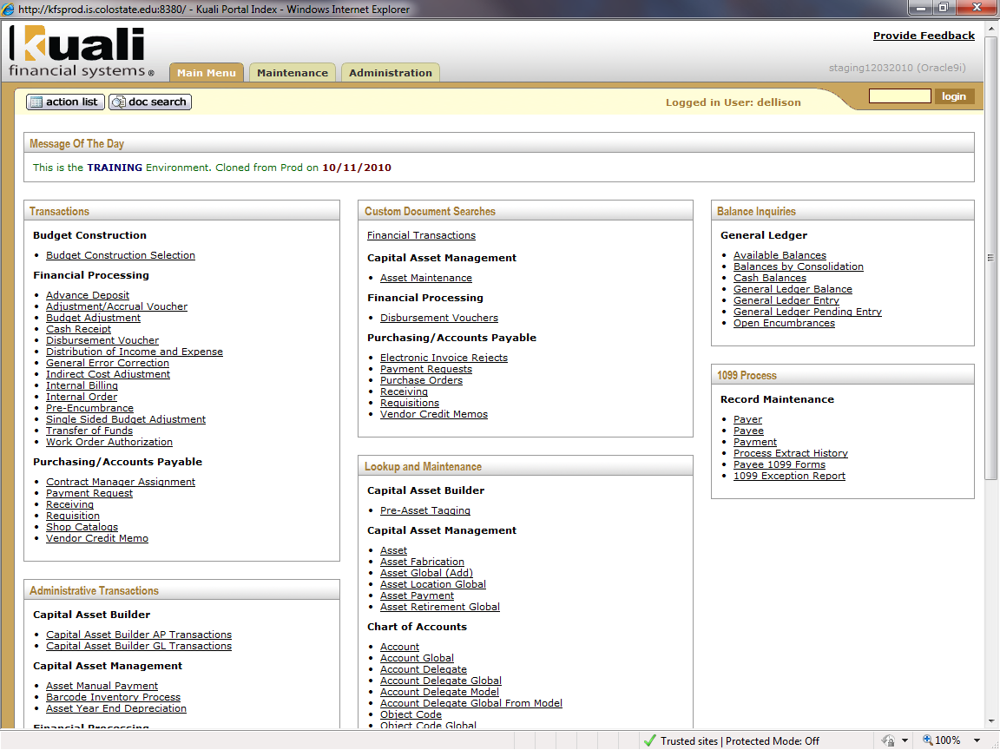 http://kfsprod.is.colostate.edu:8380/ - Kuali Portal Index - Windows Internet Explorer
kuali
financial systems ®
Main Menu
Maintenance
Administration
Provide Feedback
staging12032010 (Oracle9i)
action list
doc search
Logged in User: dellison
login
Message Of The Day
This is the TRAINING Environment. Cloned from Prod on 10/11/2010
Transactions
Budget Construction
Budget Construction Selection
Financial Processing
Advance Deposit
Adjustment/Accrual Voucher
Budget Adjustment
Cash Receipt
Disbursement Voucher
Distribution of Income and Expense
General Error Correction
Indirect Cost Adjustment
Internal Billing
Internal Order
Pre-Encumbrance
Single Sided Budget Adjustment
Transfer of Funds
Work Order Authorization
Purchasing/Accounts Payable
Contract Manager Assignment
Payment Request
Receiving
Requisition
Shop Catalogs
Vendor Credit Memo
Administrative Transactions
Capital Asset Builder
Capital Asset Builder AP Transactions
Capital Asset Builder GL Transactions
Capital Asset Management
Asset Manual Payment
Barcode Inventory Process
Asset Year End Depreciation
Financial Processing
Custom Document Searches
Financial Transactions
Capital Asset Management
Asset Maintenance
Financial Processing
Disbursement Vouchers
Purchasing/Accounts Payable
Electronic Invoice Rejects
Payment Requests
Purchase Orders
Receiving
Requisitions
Vendor Credit Memos
Lookup and Maintenance
Capital Asset Builder
Pre-Asset Tagging
Capital Asset Management
Asset
Asset Fabrication
Asset Global (Add)
Asset Location Global
Asset Payment
Asset Retirement Global
Chart of Accounts
Account
Account Global
Account Delegate
Account Delegate Global
Account Delegate Model
Account Delegate Global From Model
Object Code
Object Code Global
Balance Inquiries
General Ledger
Available Balances
Balances by Consolidation
Cash Balances
General Ledger Balance
General Ledger Entry
General Ledger Pending Entry
Open Encumbrances
1099 Process
Record Maintenance
Payer
Payee
Payment
Process Extract History
Payee 1099 Forms
1099 Exception Report
Trusted sites | Protected Mode: Off
100%